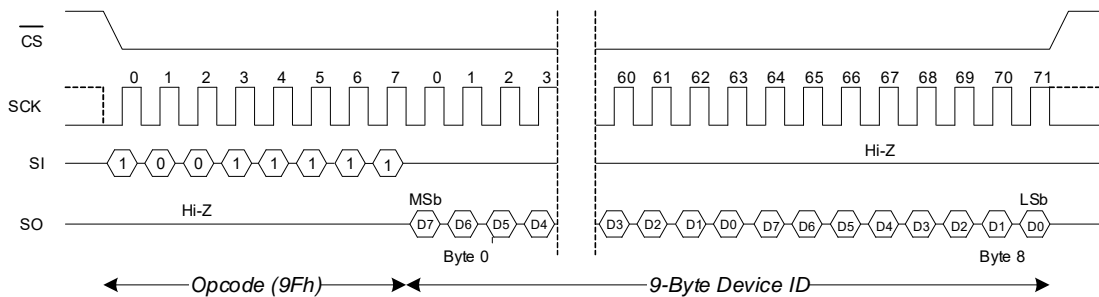 CS
0 1 2 3 4 5 6 7 0 1 2 3 60 61 62 63 64 65 66 67 68 69 70 71
SCK
Hi-Z
SI 1 0 0 1 1 1 1 1
MSb LSb
Hi-Z
SO D7 D6 D5 D4 D3 D2 D1 D0 D7 D6 D5 D4 D3 D2 D1 D0
Byte 0 Byte 8
Opcode (9Fh) 9-Byte Device ID